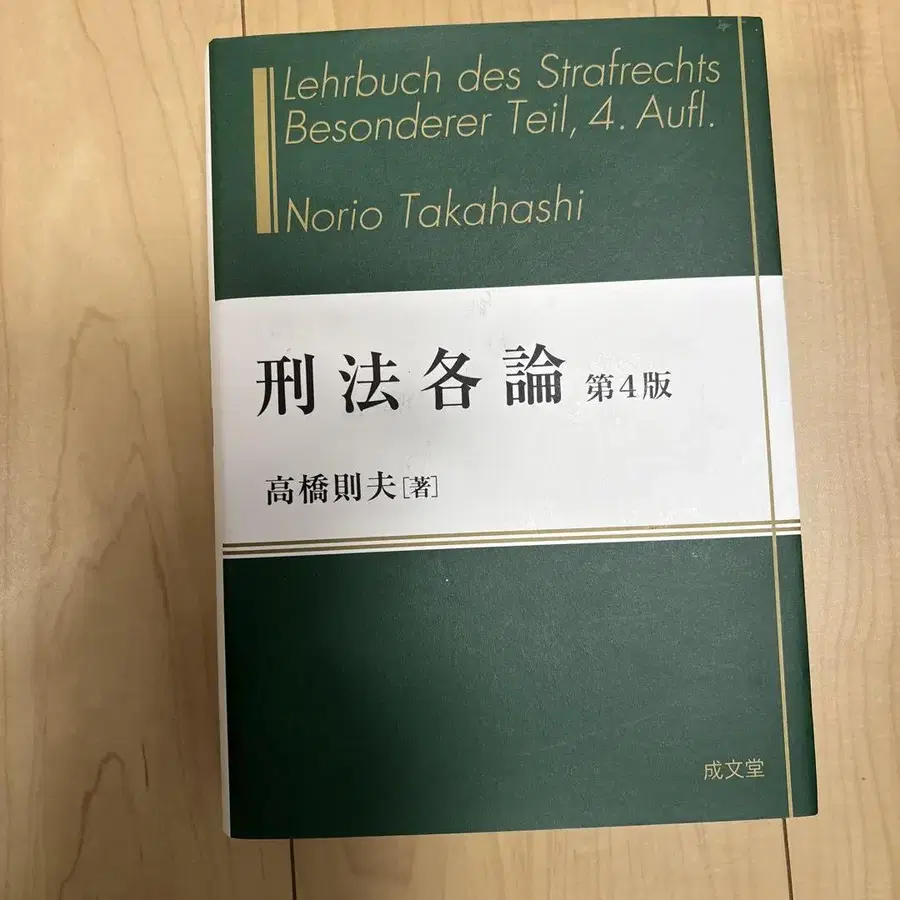 Lehrbuch des Strafrechts
Besonderer Teil, 4. Aufl.
Norio Takahashi
刑法各論 第4版
高橋則夫[著]
成文堂